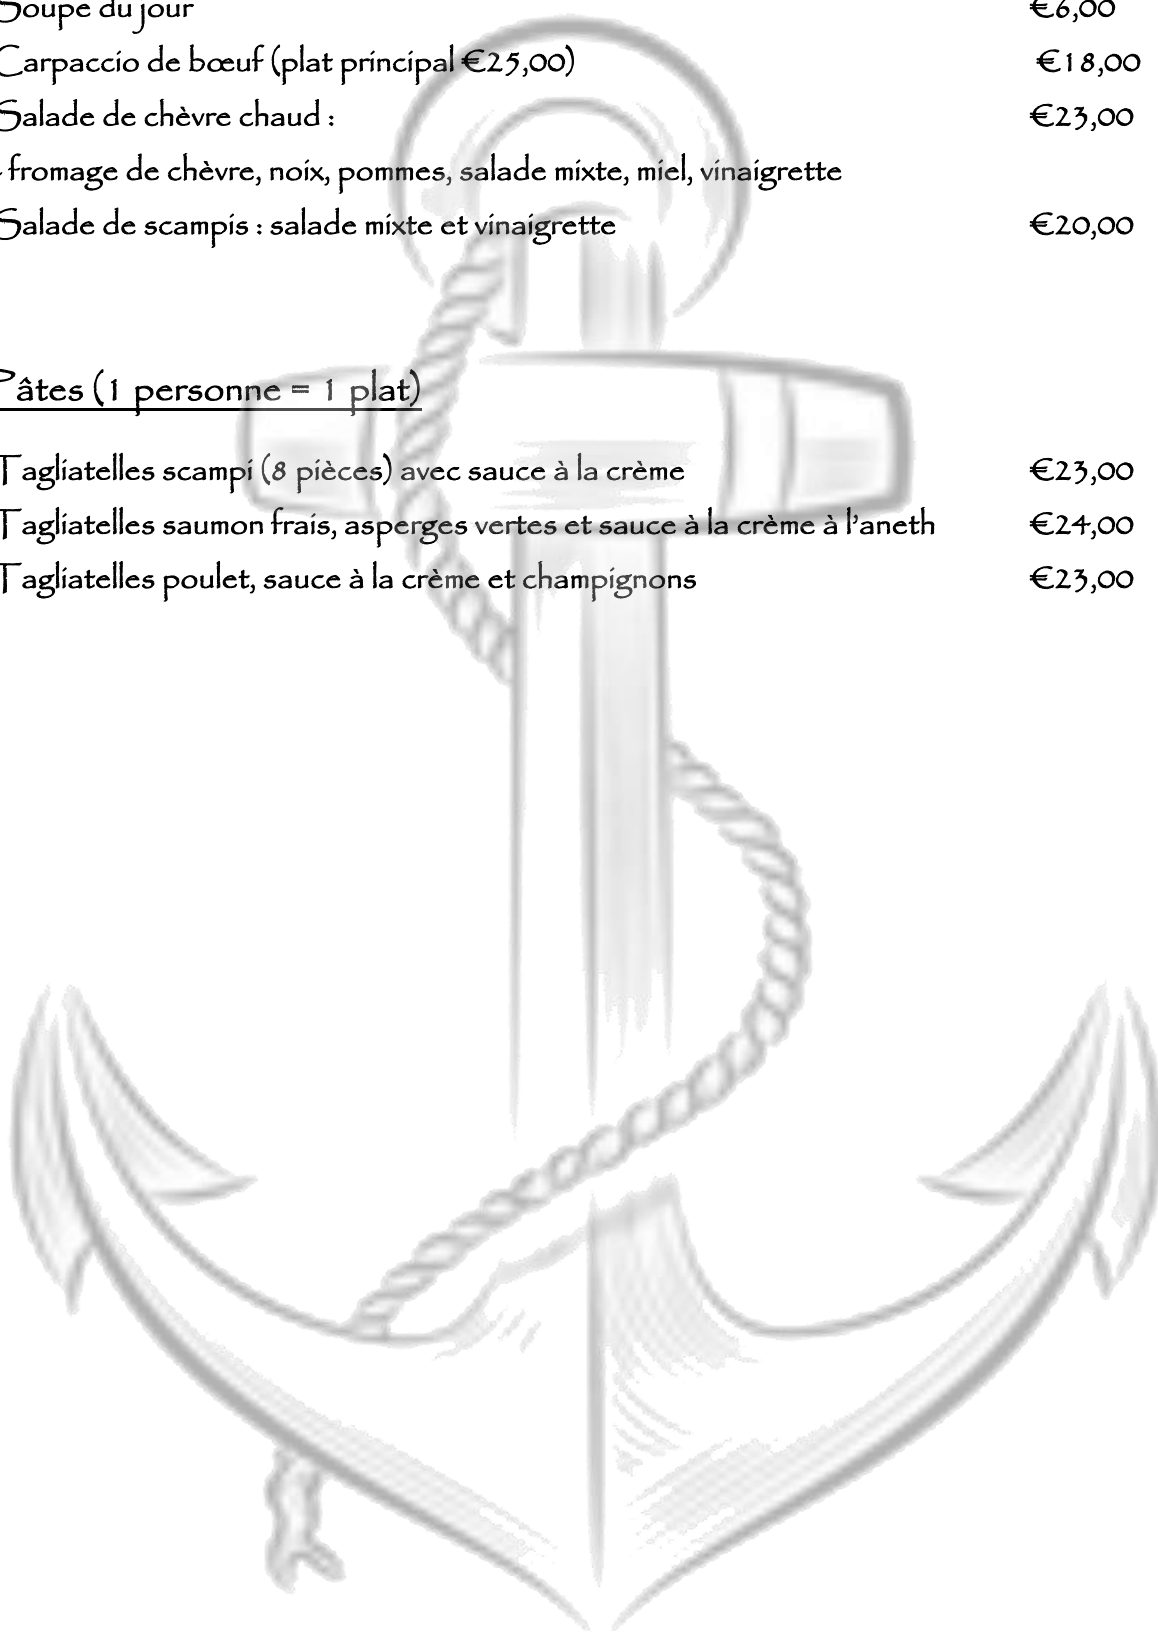 Soupe du jour €6,00
Carpaccio de bœuf (plat principal €25,00) €18,00
Salade de chèvre chaud : €23,00
- fromage de chèvre, noix, pommes, salade mixte, miel, vinaigrette
Salade de scampis : salade mixte et vinaigrette €20,00
Pâtes (1 personne = 1 plat)
Tagliatelles scampi (8 pièces) avec sauce à la crème €23,00
Tagliatelles saumon frais, asperges vertes et sauce à la crème à l'aneth €24,00
Tagliatelles poulet, sauce à la crème et champignons €23,00